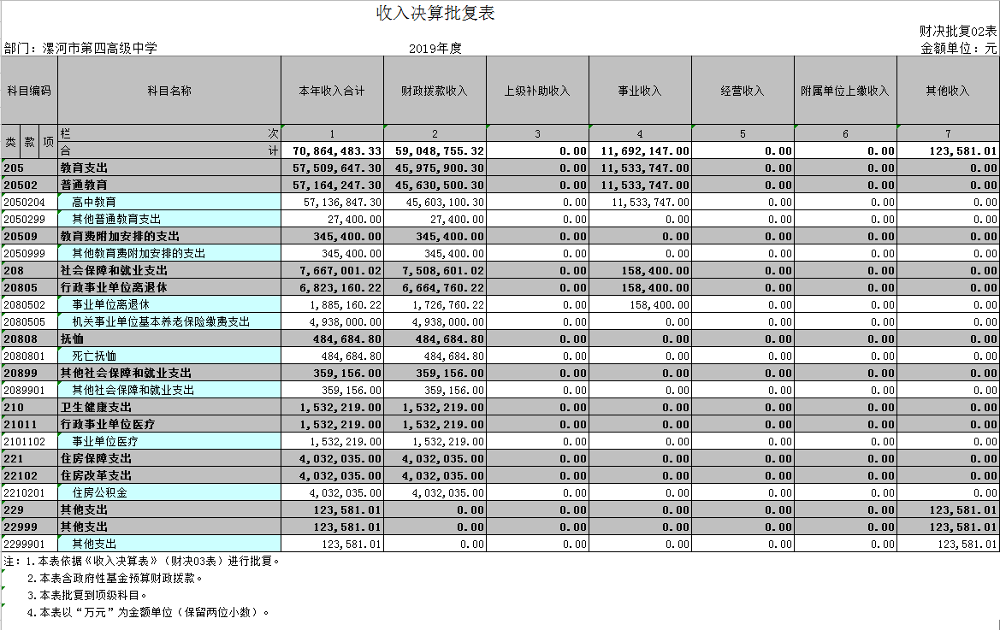 收入决算批复表
财决批复02表
部门：漯河市第四高级中学 2019年度 金额单位：元
科目编码 科目名称 本年收入合计 财政拨款收入 上级补助收入 事业收入 经营收入 附属单位上缴收入 其他收入
类 款 项 栏 次 1 2 3 4 5 6 7
合 计 70,864,483.33 59,048,755.32 0.00 11,692,147.00 0.00 0.00 123,581.01
205 教育支出 57,509,647.30 45,975,900.30 0.00 11,533,747.00 0.00 0.00 0.00
20502 普通教育 57,164,247.30 45,630,500.30 0.00 11,533,747.00 0.00 0.00 0.00
2050204 高中教育 57,136,847.30 45,603,100.30 0.00 11,533,747.00 0.00 0.00 0.00
2050299 其他普通教育支出 27,400.00 27,400.00 0.00 0.00 0.00 0.00 0.00
20509 教育费附加安排的支出 345,400.00 345,400.00 0.00 0.00 0.00 0.00 0.00
2050999 其他教育费附加安排的支出 345,400.00 345,400.00 0.00 0.00 0.00 0.00 0.00
208 社会保障和就业支出 7,667,001.02 7,508,601.02 0.00 158,400.00 0.00 0.00 0.00
20805 行政事业单位离退休 6,823,160.22 6,664,760.22 0.00 158,400.00 0.00 0.00 0.00
2080502 事业单位离退休 1,885,160.22 1,726,760.22 0.00 158,400.00 0.00 0.00 0.00
2080505 机关事业单位基本养老保险缴费支出 4,938,000.00 4,938,000.00 0.00 0.00 0.00 0.00 0.00
20808 抚恤 484,684.80 484,684.80 0.00 0.00 0.00 0.00 0.00
2080801 死亡抚恤 484,684.80 484,684.80 0.00 0.00 0.00 0.00 0.00
20899 其他社会保障和就业支出 359,156.00 359,156.00 0.00 0.00 0.00 0.00 0.00
2089901 其他社会保障和就业支出 359,156.00 359,156.00 0.00 0.00 0.00 0.00 0.00
210 卫生健康支出 1,532,219.00 1,532,219.00 0.00 0.00 0.00 0.00 0.00
21011 行政事业单位医疗 1,532,219.00 1,532,219.00 0.00 0.00 0.00 0.00 0.00
2101102 事业单位医疗 1,532,219.00 1,532,219.00 0.00 0.00 0.00 0.00 0.00
221 住房保障支出 4,032,035.00 4,032,035.00 0.00 0.00 0.00 0.00 0.00
22102 住房改革支出 4,032,035.00 4,032,035.00 0.00 0.00 0.00 0.00 0.00
2210201 住房公积金 4,032,035.00 4,032,035.00 0.00 0.00 0.00 0.00 0.00
229 其他支出 123,581.01 0.00 0.00 0.00 0.00 0.00 123,581.01
22999 其他支出 123,581.01 0.00 0.00 0.00 0.00 0.00 123,581.01
2299901 其他支出 123,581.01 0.00 0.00 0.00 0.00 0.00 123,581.01
注：1.本表依据《收入决算表》（财决03表）进行批复。
2.本表含政府性基金预算财政拨款。
3.本表批复到项级科目。
4.本表以“万元”为金额单位（保留两位小数）。